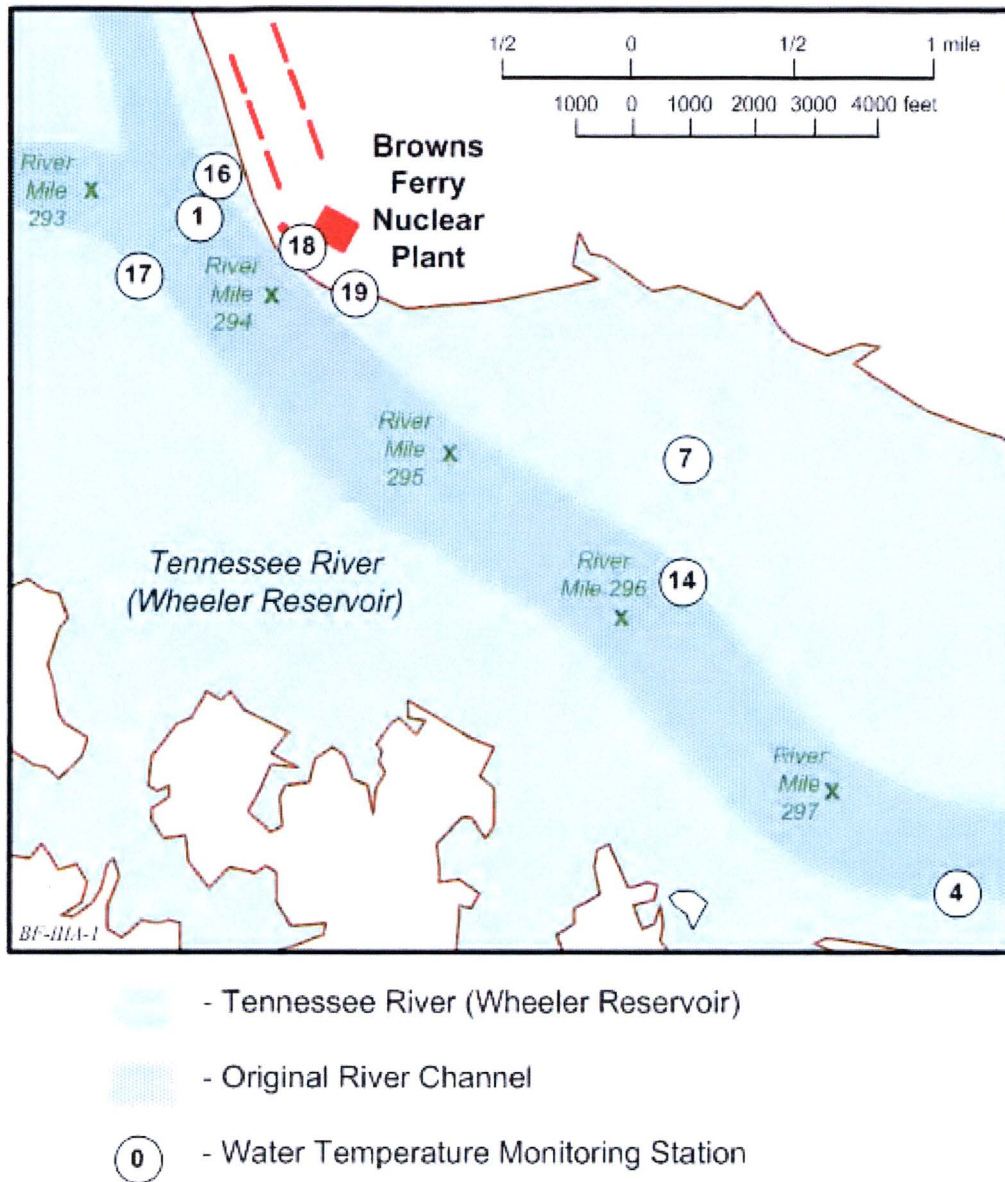 1/2 0 1/2 1 mile
1000 0 1000 2000 3000 4000 feet
Browns
Ferry
Nuclear
Plant
River
Mile X
293
16
1
17
18
19
River
Mile X
294
River
Mile X
295
7
Tennessee River
(Wheeler Reservoir)
River
Mile 296
X
14
River
Mile X
297
4
BF-IIIA-1
- Tennessee River (Wheeler Reservoir)
- Original River Channel
0 - Water Temperature Monitoring Station